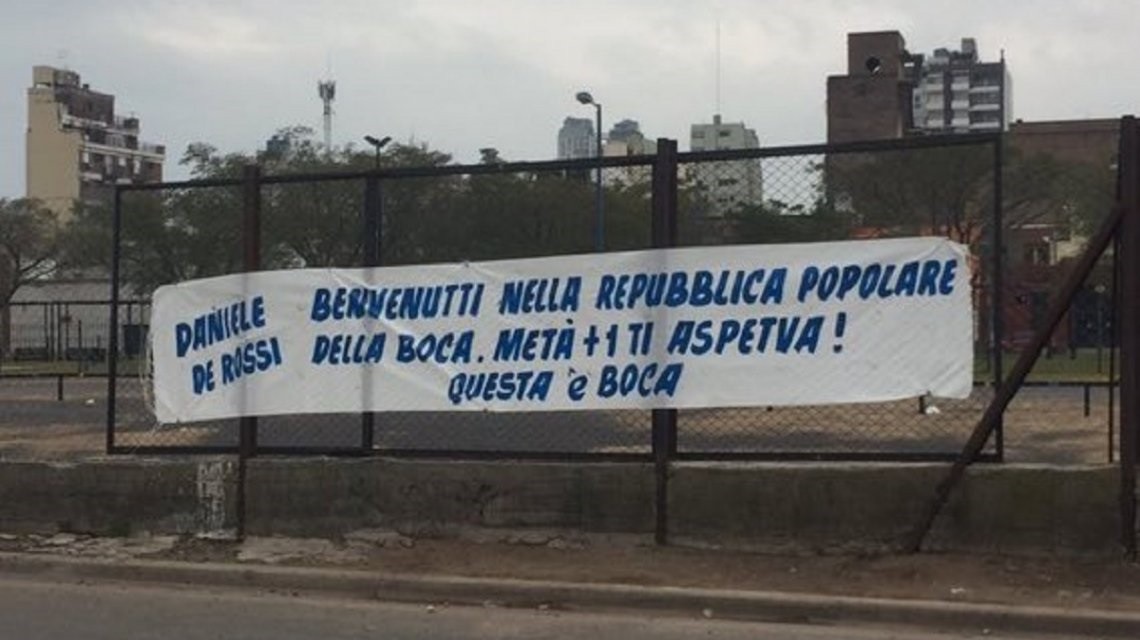 DANIELE
DE ROSSI
BENVENUTTI NELLA REPUBBLICA POPOLARE
DELLA BOCA. METÀ +1 TI ASPETVA!
QUESTA è BOCA